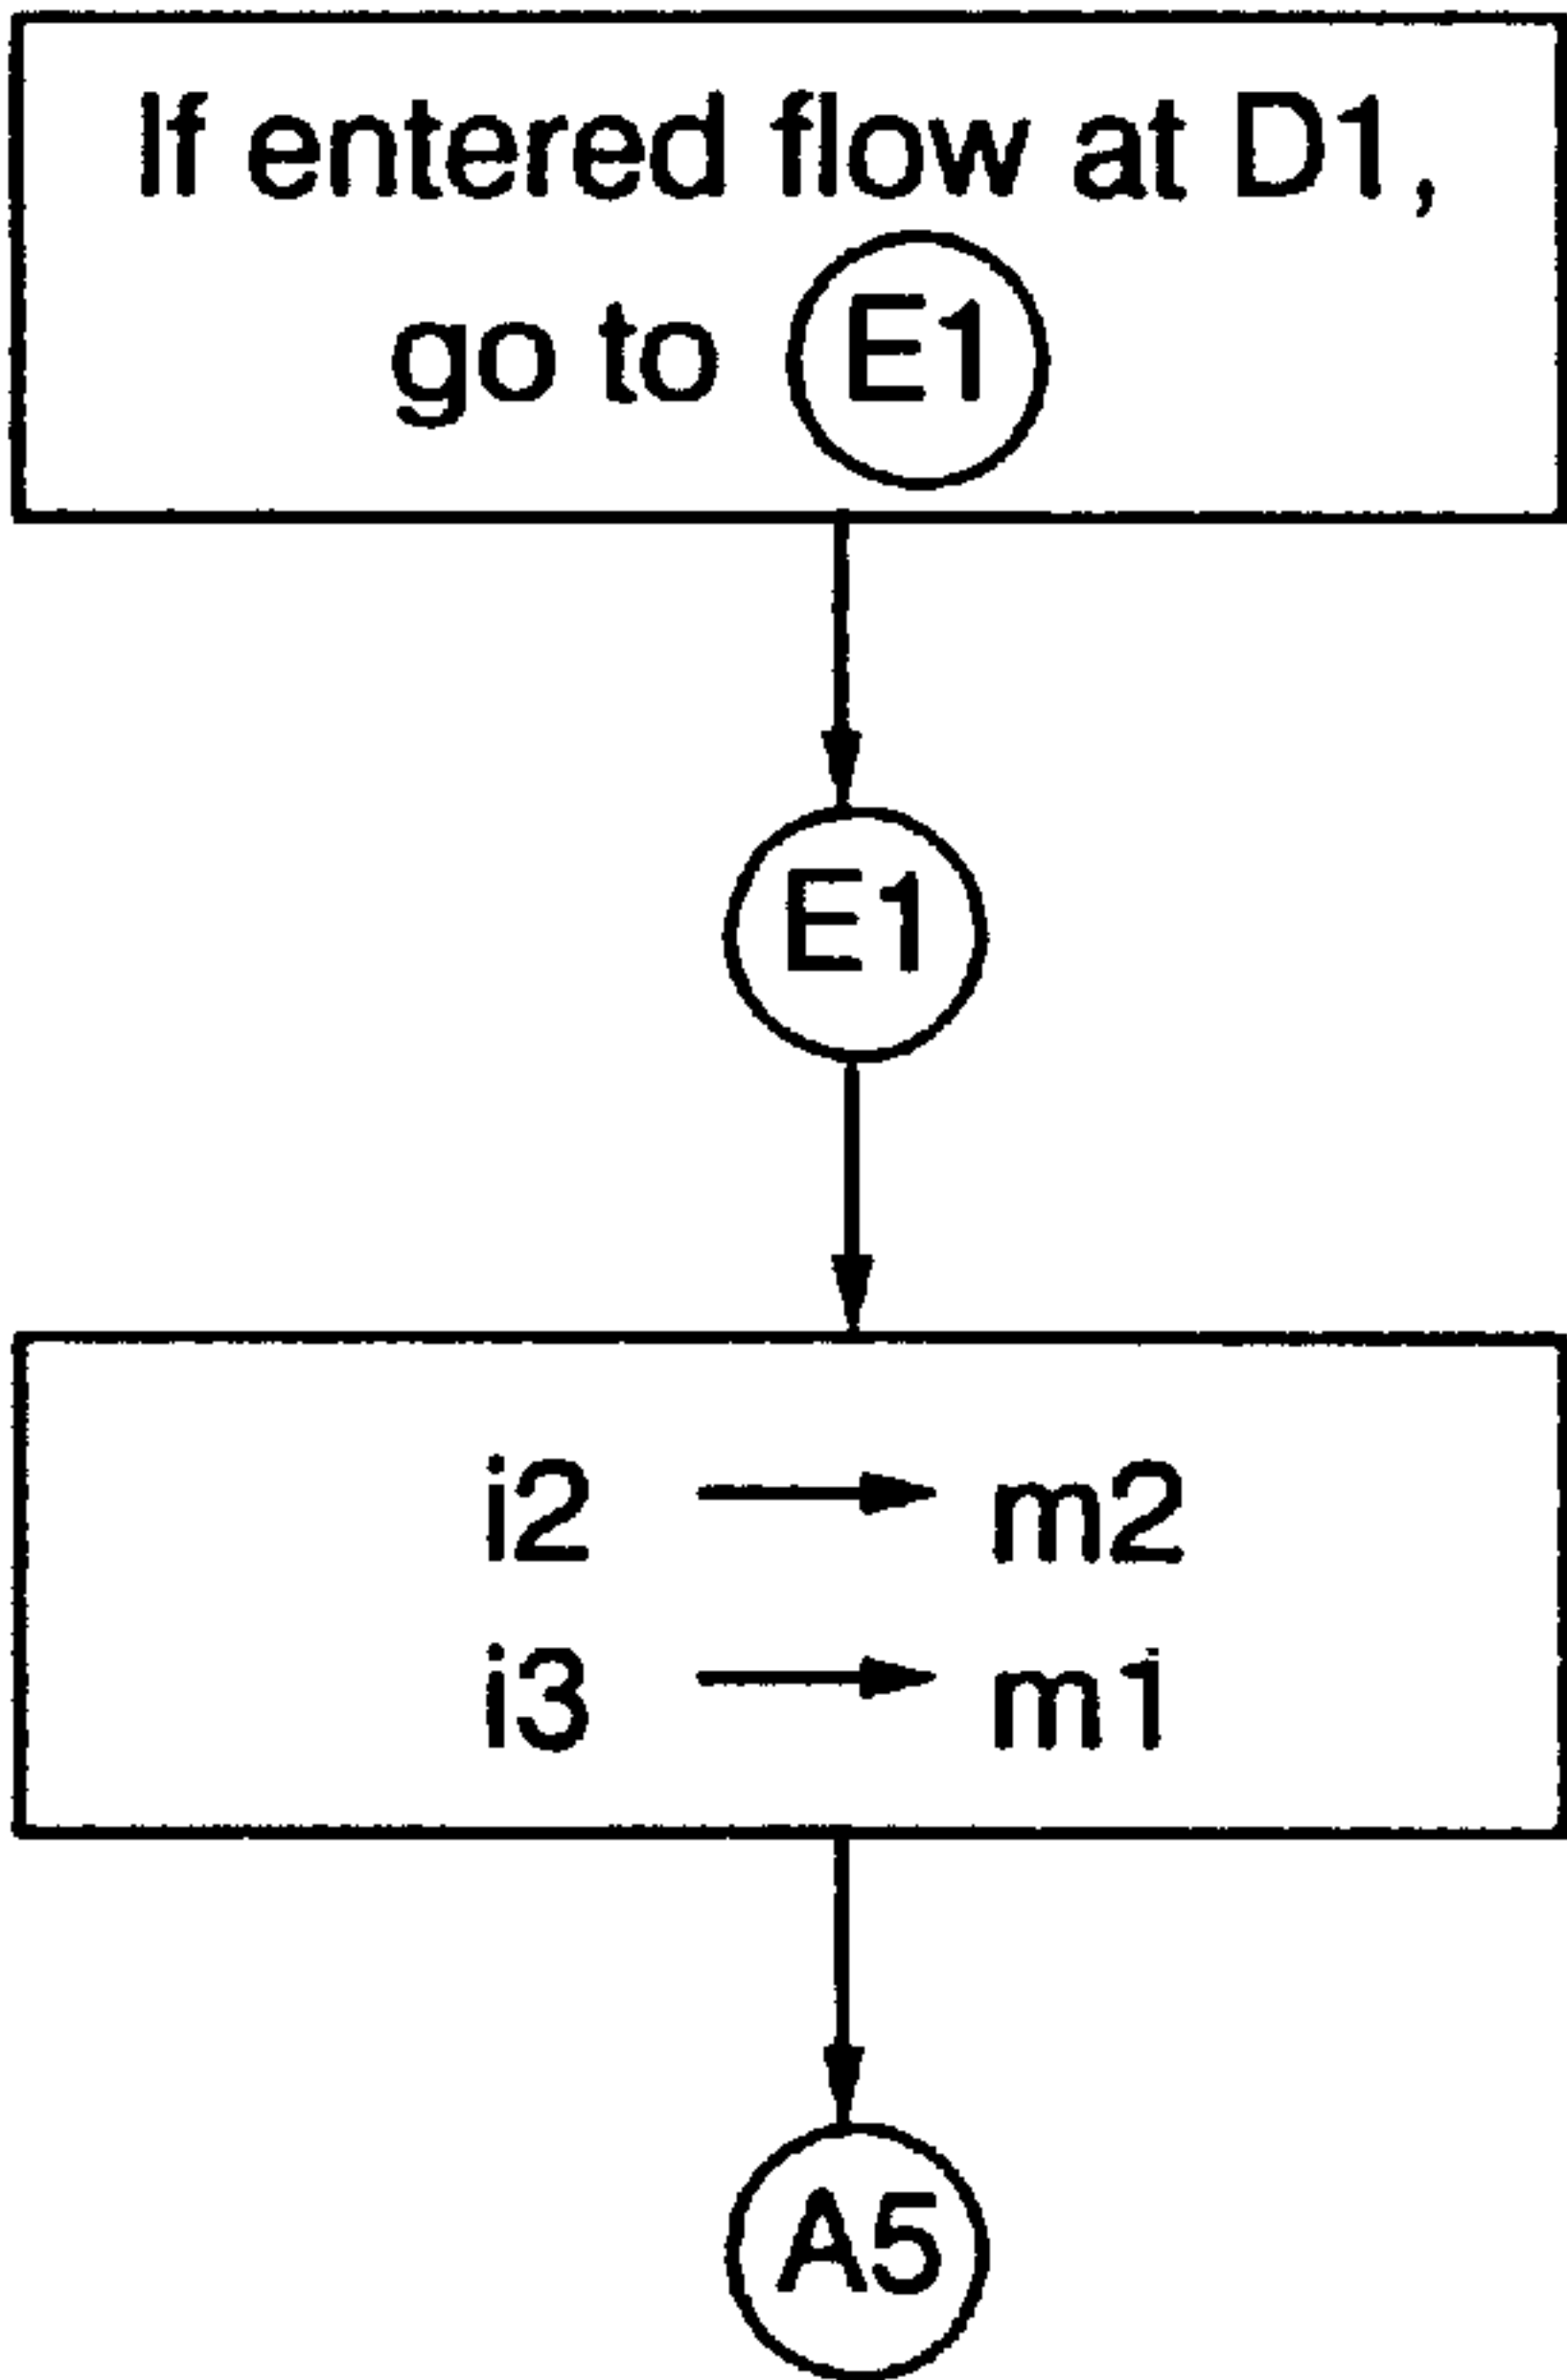 If entered flow at D1,
go to E1
E1
i2 → m2
i3 → m1
A5